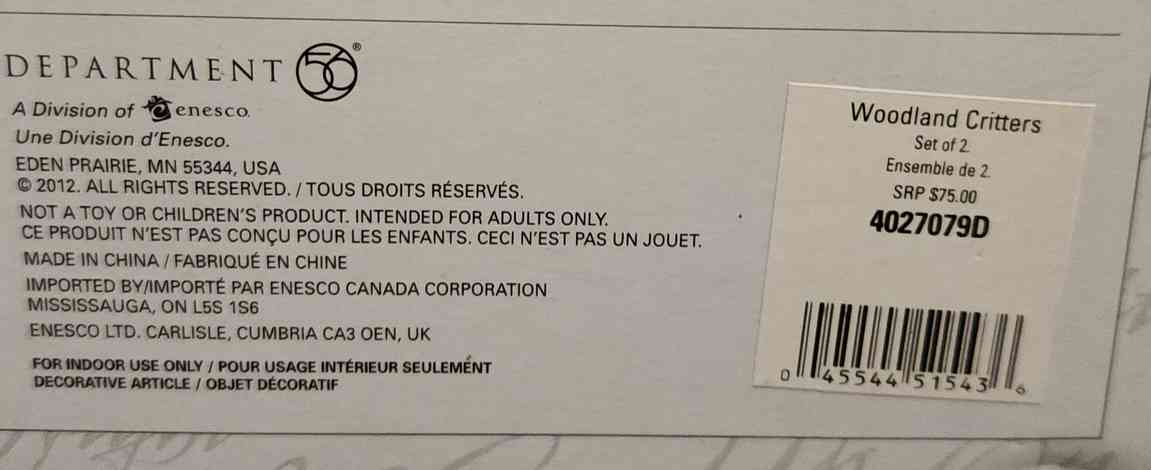 DEPARTMENT 56®
A Division of enesco.
Une Division d'Enesco.
EDEN PRAIRIE, MN 55344, USA
© 2012. ALL RIGHTS RESERVED. / TOUS DROITS RÉSERVÉS.
NOT A TOY OR CHILDREN'S PRODUCT. INTENDED FOR ADULTS ONLY.
CE PRODUIT N'EST PAS CONÇU POUR LES ENFANTS. CECI N'EST PAS UN JOUET.
MADE IN CHINA / FABRIQUÉ EN CHINE
IMPORTED BY/IMPORTÉ PAR ENESCO CANADA CORPORATION
MISSISSAUGA, ON L5S 1S6
ENESCO LTD. CARLISLE, CUMBRIA CA3 OEN, UK
FOR INDOOR USE ONLY / POUR USAGE INTÉRIEUR SEULEMÉNT
DECORATIVE ARTICLE / OBJET DÉCORATIF
Woodland Critters
Set of 2
Ensemble de 2
SRP $75.00
4027079D
0 45544 51543 6